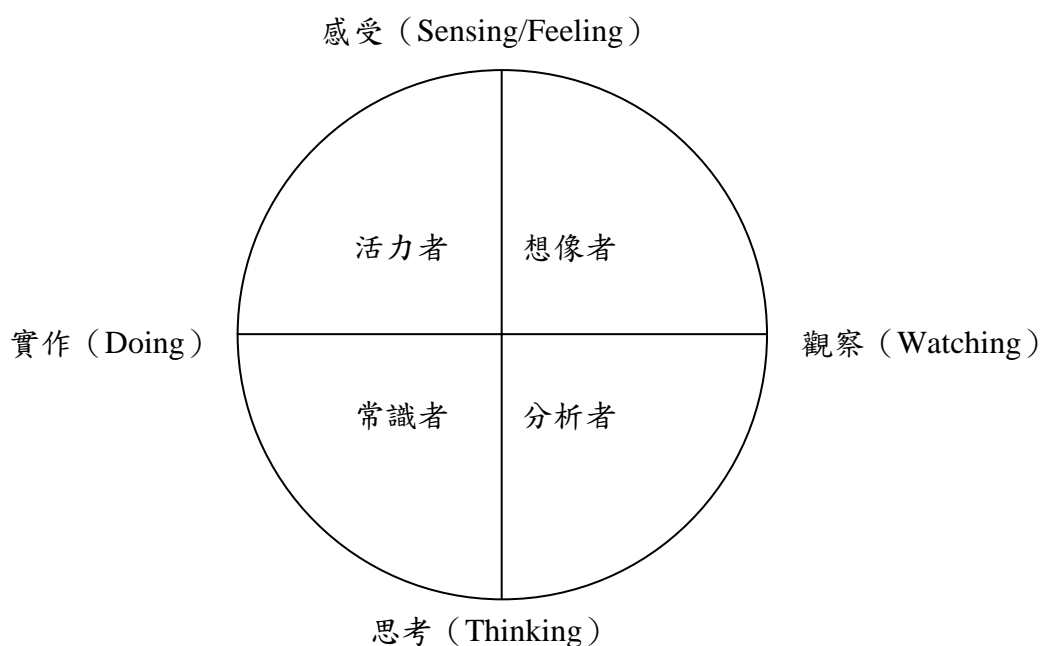 感受（Sensing/Feeling）
活力者
想像者
實作（Doing）
觀察（Watching）
常識者
分析者
思考（Thinking）